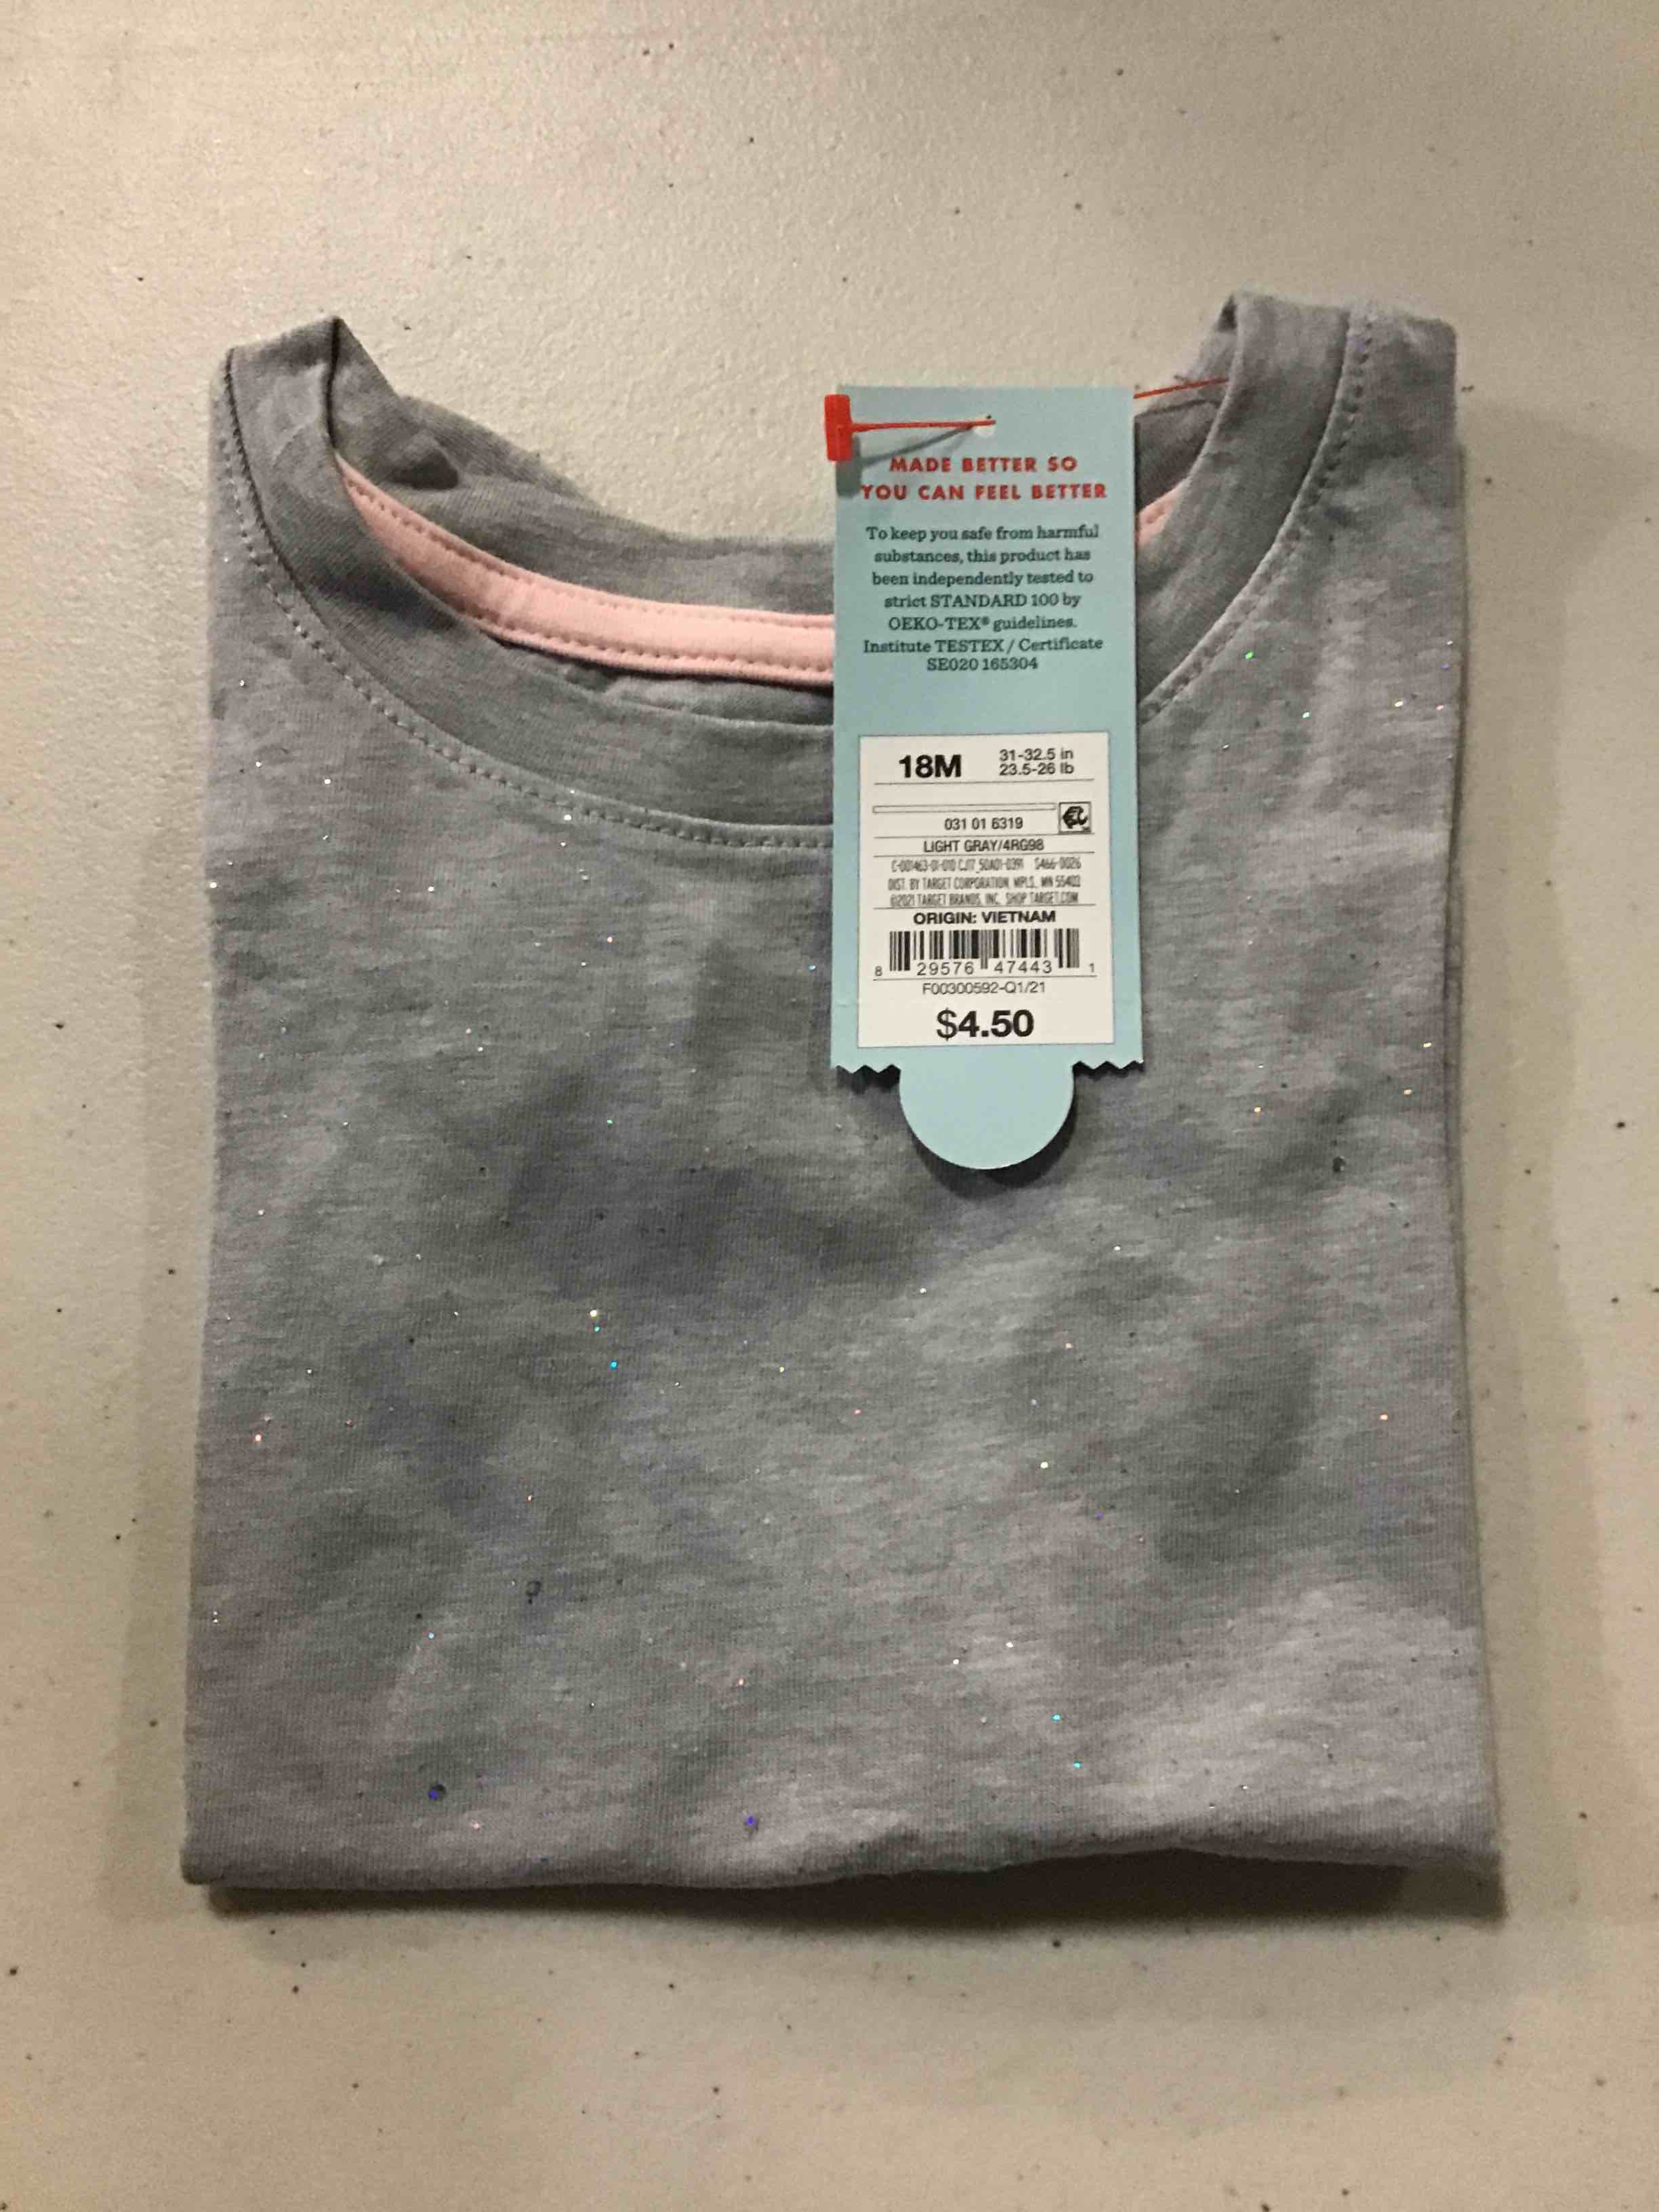 MADE BETTER SO
YOU CAN FEEL BETTER
To keep you safe from harmful
substances, this product has
been independently tested to
strict STANDARD 100 by
OEKO-TEX® guidelines.
Institute TESTEX / Certificate
SE020 165304
18M
31-32.5 in
23.5-26 lb
031 01 6319
LIGHT GRAY/4RG98
DIST. BY TARGET CORPORATION, MPLS., MN 55403
©2021 TARGET BRANDS, INC. SHOP TARGET.COM
ORIGIN: VIETNAM
8 29576 47443 1
F00300592-Q1/21
$4.50